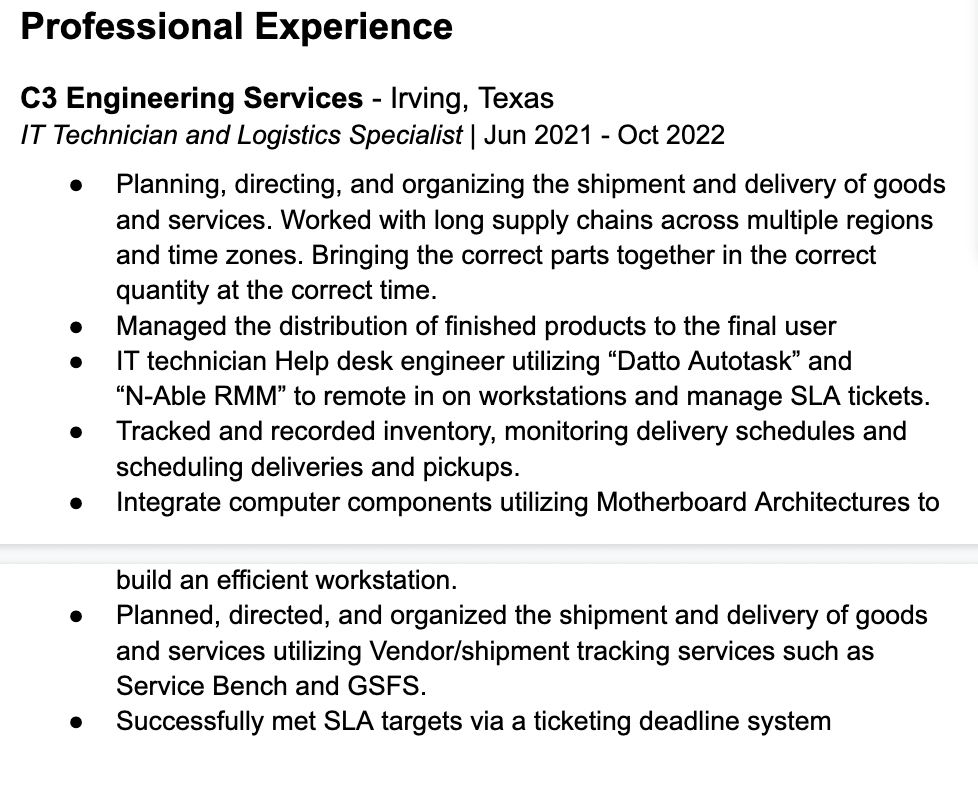 Professional Experience
C3 Engineering Services - Irving, Texas
IT Technician and Logistics Specialist | Jun 2021 - Oct 2022
● Planning, directing, and organizing the shipment and delivery of goods
and services. Worked with long supply chains across multiple regions
and time zones. Bringing the correct parts together in the correct
quantity at the correct time.
● Managed the distribution of finished products to the final user
● IT technician Help desk engineer utilizing “Datto Autotask” and
“N-Able RMM” to remote in on workstations and manage SLA tickets.
● Tracked and recorded inventory, monitoring delivery schedules and
scheduling deliveries and pickups.
● Integrate computer components utilizing Motherboard Architectures to
build an efficient workstation.
● Planned, directed, and organized the shipment and delivery of goods
and services utilizing Vendor/shipment tracking services such as
Service Bench and GSFS.
● Successfully met SLA targets via a ticketing deadline system